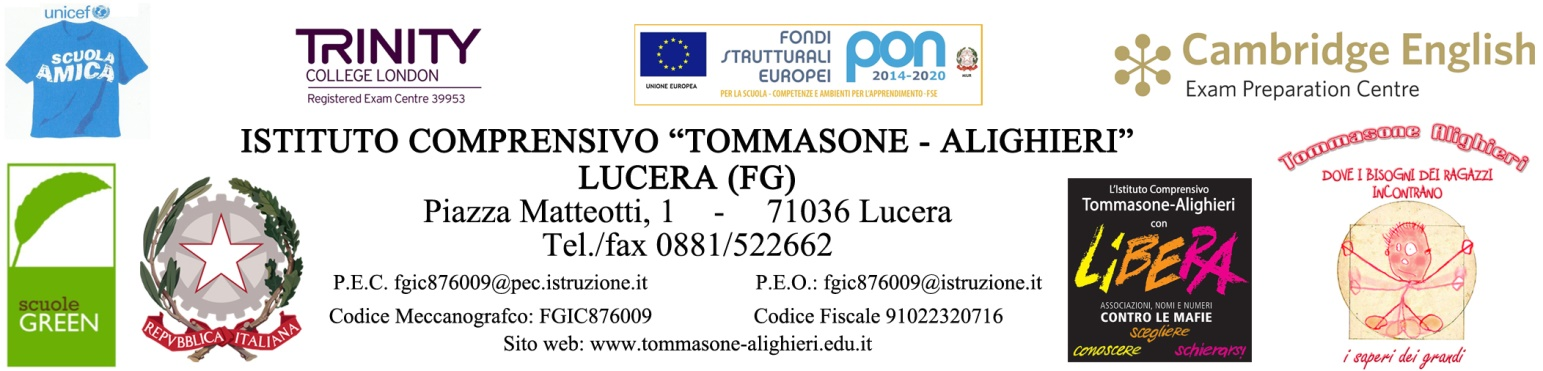 unicef
SCUOLA
AMICA
TRINITY
COLLEGE LONDON
Registered Exam Centre 39953
UNIONE EUROPEA
FONDI
STRUTTURALI
EUROPEI
pon
2014-2020
PER LA SCUOLA - COMPETENZE E AMBIENTI PER L'APPRENDIMENTO - FSE
Cambridge English
Exam Preparation Centre
ISTITUTO COMPRENSIVO “TOMMASONE - ALIGHIERI”
LUCERA (FG)
Piazza Matteotti, 1 - 71036 Lucera
Tel./fax 0881/522662
P.E.C. fgic876009@pec.istruzione.it P.E.O.: fgic876009@istruzione.it
Codice Meccanografco: FGIC876009 Codice Fiscale 91022320716
Sito web: www.tommasone-alighieri.edu.it
scuole
GREEN
REPVBBLICA ITALIANA
L'Istituto Comprensivo
Tommasone-Alighieri
con
LiBERA
ASSOCIAZIONI, NOMI E NUMERI
CONTRO LE MAFIE
scegliere
conoscere schierarsi
Tommasone Alighieri
DOVE I BISOGNI DEI RAGAZZI
INCONTRANO
i saperi dei grandi